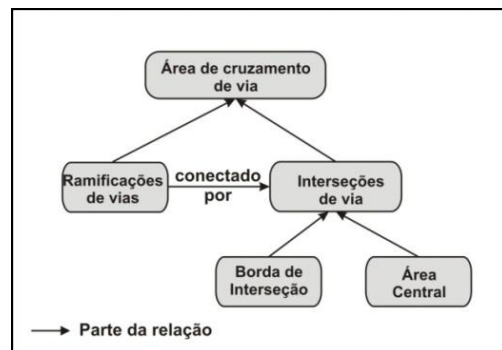 Área de cruzamento
de via
Ramificações
de vias
conectado
por
Interseções
de via
Borda de
Interseção
Área
Central
Parte da relação